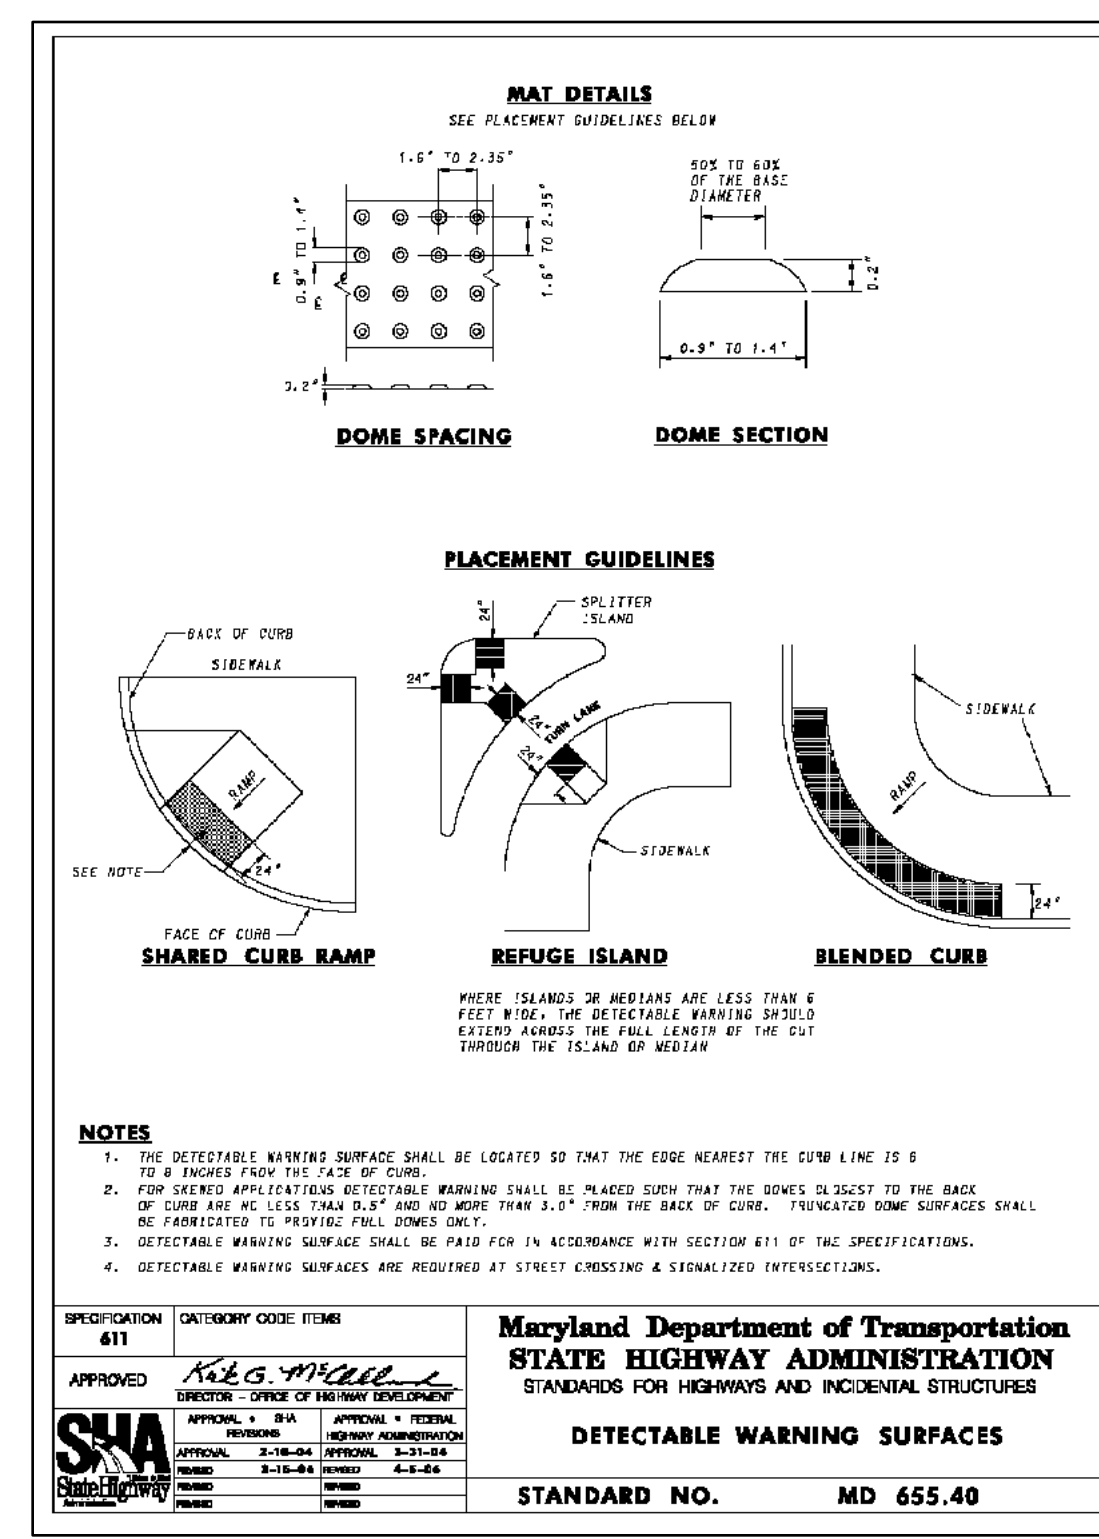 MAT DETAILS
SEE PLACEMENT GUIDELINES BELOW
1.6" TO 2.35"
0.9" TO 1.4"
1.6" TO 2.35"
0.2"
DOME SPACING
50% TO 60%
OF THE BASE
DIAMETER
0.2"
0.9" TO 1.4"
DOME SECTION
PLACEMENT GUIDELINES
BACK OF CURB
SIDEWALK
RAMP
SEE NOTE
24"
FACE OF CURB
SHARED CURB RAMP
24"
SPLITTER
ISLAND
24"
24"
TURN LANE
24"
SIDEWALK
REFUGE ISLAND
SIDEWALK
RAMP
24"
BLENDED CURB
WHERE ISLANDS OR MEDIANS ARE LESS THAN 6
FEET WIDE, THE DETECTABLE WARNING SHOULD
EXTEND ACROSS THE FULL LENGTH OF THE CUT
THROUGH THE ISLAND OR MEDIAN
NOTES
1. THE DETECTABLE WARNING SURFACE SHALL BE LOCATED SO THAT THE EDGE NEAREST THE CURB LINE IS 6
TO 8 INCHES FROM THE FACE OF CURB.
2. FOR SKEWED APPLICATIONS DETECTABLE WARNING SHALL BE PLACED SUCH THAT THE DOMES CLOSEST TO THE BACK
OF CURB ARE NO LESS THAN 0.5" AND NO MORE THAN 3.0" FROM THE BACK OF CURB. TRUNCATED DOME SURFACES SHALL
BE FABRICATED TO PROVIDE FULL DOMES ONLY.
3. DETECTABLE WARNING SURFACE SHALL BE PAID FOR IN ACCORDANCE WITH SECTION 611 OF THE SPECIFICATIONS.
4. DETECTABLE WARNING SURFACES ARE REQUIRED AT STREET CROSSING & SIGNALIZED INTERSECTIONS.
SPECIFICATION
611
CATEGORY CODE ITEMS
APPROVED
Kirk G. McClelland
DIRECTOR - OFFICE OF HIGHWAY DEVELOPMENT
SHA
State Highway
Administration
APPROVAL • SHA
REVISIONS
APPROVAL • FEDERAL
HIGHWAY ADMINISTRATION
APPROVAL 2-18-04 APPROVAL 3-31-04
REVISED 3-15-06 REVISED 4-5-06
REVISED REVISED
REVISED REVISED
Maryland Department of Transportation
STATE HIGHWAY ADMINISTRATION
STANDARDS FOR HIGHWAYS AND INCIDENTAL STRUCTURES
DETECTABLE WARNING SURFACES
STANDARD NO. MD 655.40